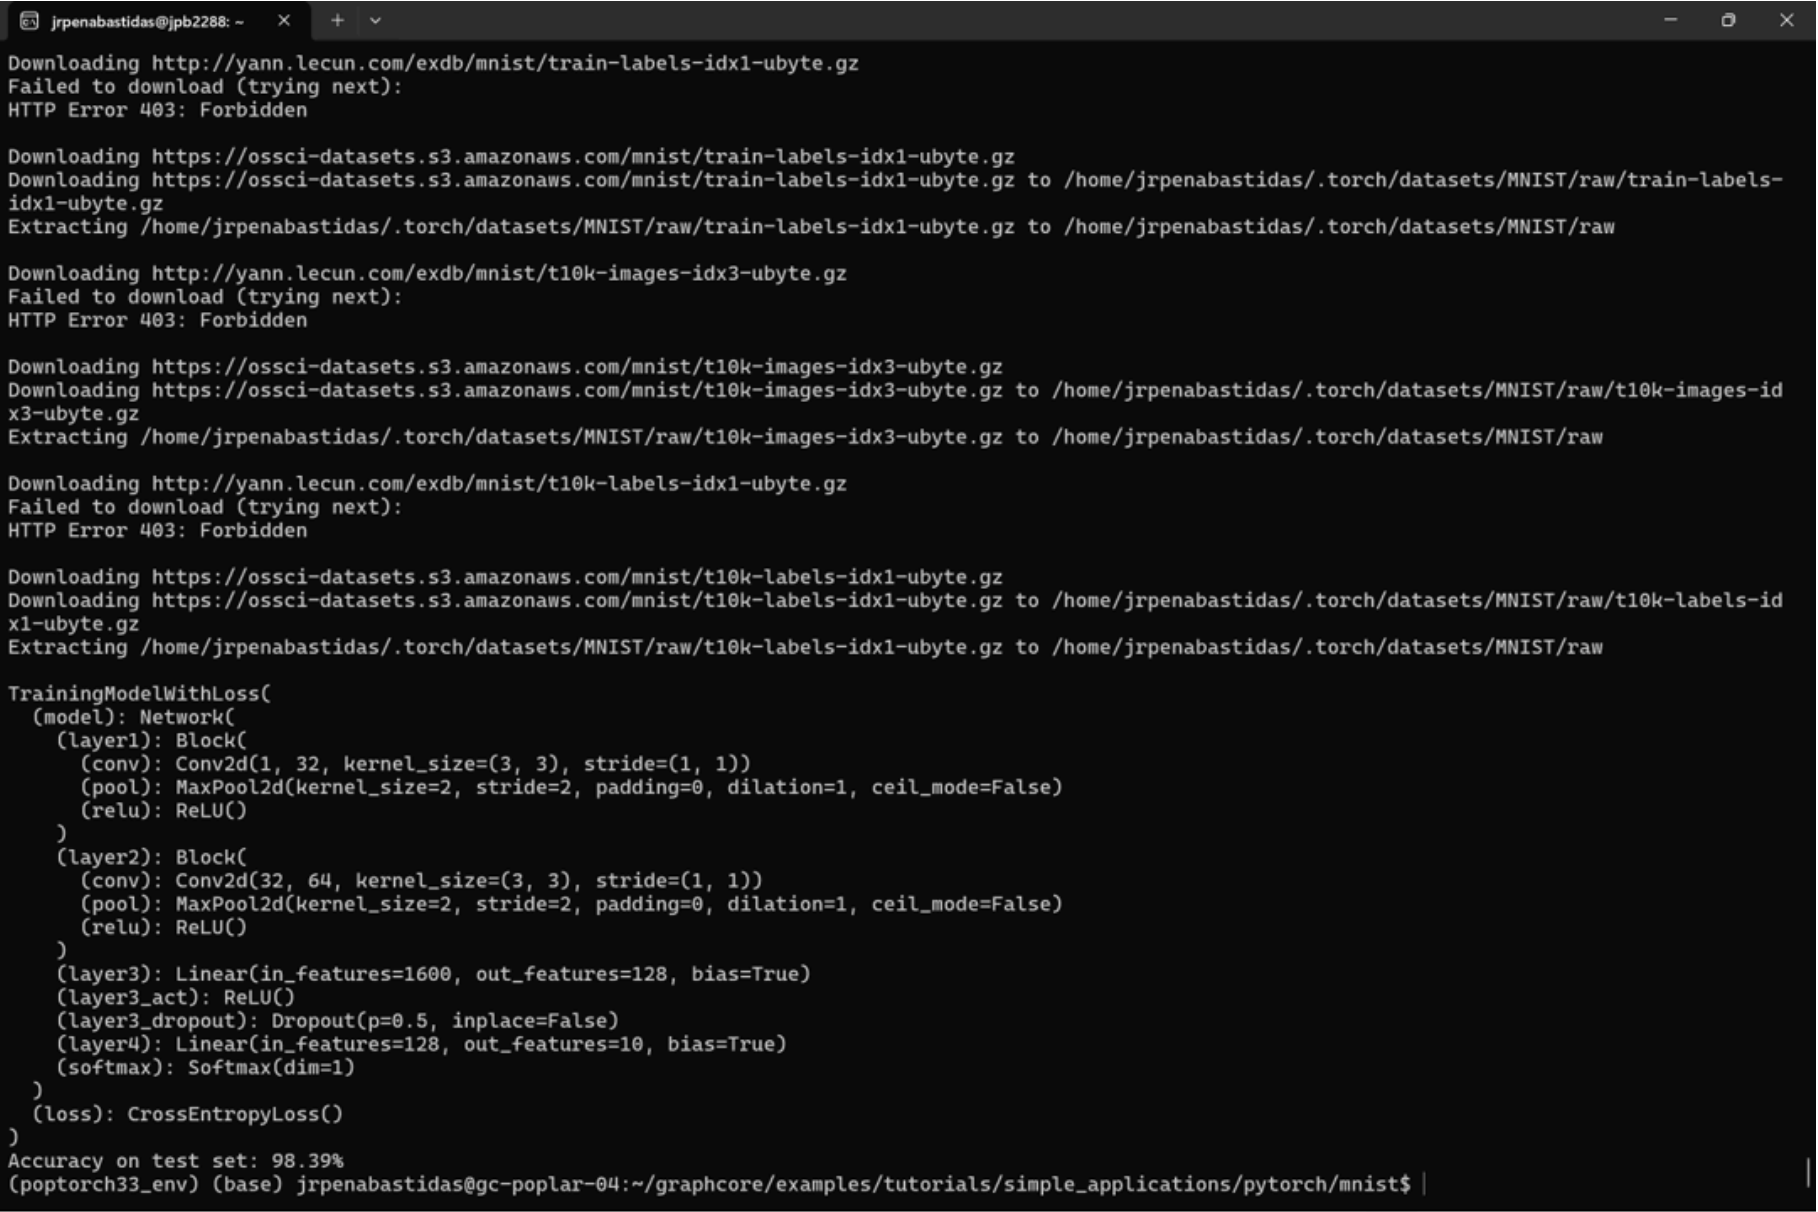 jrpenabastidas@jpb2288: ~
Downloading http://yann.lecun.com/exdb/mnist/train-labels-idx1-ubyte.gz
Failed to download (trying next):
HTTP Error 403: Forbidden

Downloading https://ossci-datasets.s3.amazonaws.com/mnist/train-labels-idx1-ubyte.gz
Downloading https://ossci-datasets.s3.amazonaws.com/mnist/train-labels-idx1-ubyte.gz to /home/jrpenabastidas/.torch/datasets/MNIST/raw/train-labels-
idx1-ubyte.gz
Extracting /home/jrpenabastidas/.torch/datasets/MNIST/raw/train-labels-idx1-ubyte.gz to /home/jrpenabastidas/.torch/datasets/MNIST/raw

Downloading http://yann.lecun.com/exdb/mnist/t10k-images-idx3-ubyte.gz
Failed to download (trying next):
HTTP Error 403: Forbidden

Downloading https://ossci-datasets.s3.amazonaws.com/mnist/t10k-images-idx3-ubyte.gz
Downloading https://ossci-datasets.s3.amazonaws.com/mnist/t10k-images-idx3-ubyte.gz to /home/jrpenabastidas/.torch/datasets/MNIST/raw/t10k-images-id
x3-ubyte.gz
Extracting /home/jrpenabastidas/.torch/datasets/MNIST/raw/t10k-images-idx3-ubyte.gz to /home/jrpenabastidas/.torch/datasets/MNIST/raw

Downloading http://yann.lecun.com/exdb/mnist/t10k-labels-idx1-ubyte.gz
Failed to download (trying next):
HTTP Error 403: Forbidden

Downloading https://ossci-datasets.s3.amazonaws.com/mnist/t10k-labels-idx1-ubyte.gz
Downloading https://ossci-datasets.s3.amazonaws.com/mnist/t10k-labels-idx1-ubyte.gz to /home/jrpenabastidas/.torch/datasets/MNIST/raw/t10k-labels-id
x1-ubyte.gz
Extracting /home/jrpenabastidas/.torch/datasets/MNIST/raw/t10k-labels-idx1-ubyte.gz to /home/jrpenabastidas/.torch/datasets/MNIST/raw

TrainingModelWithLoss(
  (model): Network(
    (layer1): Block(
      (conv): Conv2d(1, 32, kernel_size=(3, 3), stride=(1, 1))
      (pool): MaxPool2d(kernel_size=2, stride=2, padding=0, dilation=1, ceil_mode=False)
      (relu): ReLU()
    )
    (layer2): Block(
      (conv): Conv2d(32, 64, kernel_size=(3, 3), stride=(1, 1))
      (pool): MaxPool2d(kernel_size=2, stride=2, padding=0, dilation=1, ceil_mode=False)
      (relu): ReLU()
    )
    (layer3): Linear(in_features=1600, out_features=128, bias=True)
    (layer3_act): ReLU()
    (layer3_dropout): Dropout(p=0.5, inplace=False)
    (layer4): Linear(in_features=128, out_features=10, bias=True)
    (softmax): Softmax(dim=1)
  )
  (loss): CrossEntropyLoss()
)
Accuracy on test set: 98.39%
(poptorch33_env) (base) jrpenabastidas@gc-poplar-04:~/graphcore/examples/tutorials/simple_applications/pytorch/mnist$